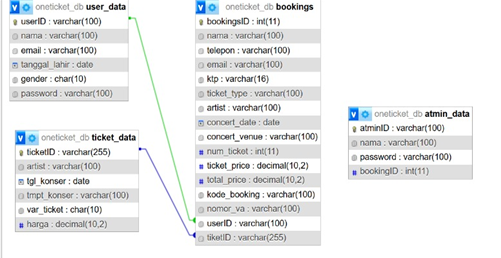 oneticket_db user_data
userID : varchar(100)
nama : varchar(100)
email : varchar(100)
tanggal_lahir : date
gender : char(10)
password : varchar(100)
oneticket_db ticket_data
ticketID : varchar(255)
artist : varchar(100)
tgl_konser : date
tmpt_konser : varchar(100)
var_ticket : char(10)
harga : decimal(10,2)
oneticket_db bookings
bookingsID : int(11)
nama : varchar(100)
telepon : varchar(100)
email : varchar(100)
ktp : varchar(16)
ticket_type : varchar(100)
artist : varchar(100)
concert_date : date
concert_venue : varchar(100)
num_ticket : int(11)
ticket_price : decimal(10,2)
total_price : decimal(10,2)
kode_booking : varchar(100)
nomor_va : varchar(100)
userID : varchar(100)
tiketID : varchar(255)
oneticket_db atmin_data
atminID : varchar(100)
nama : varchar(100)
password : varchar(100)
bookingID : int(11)